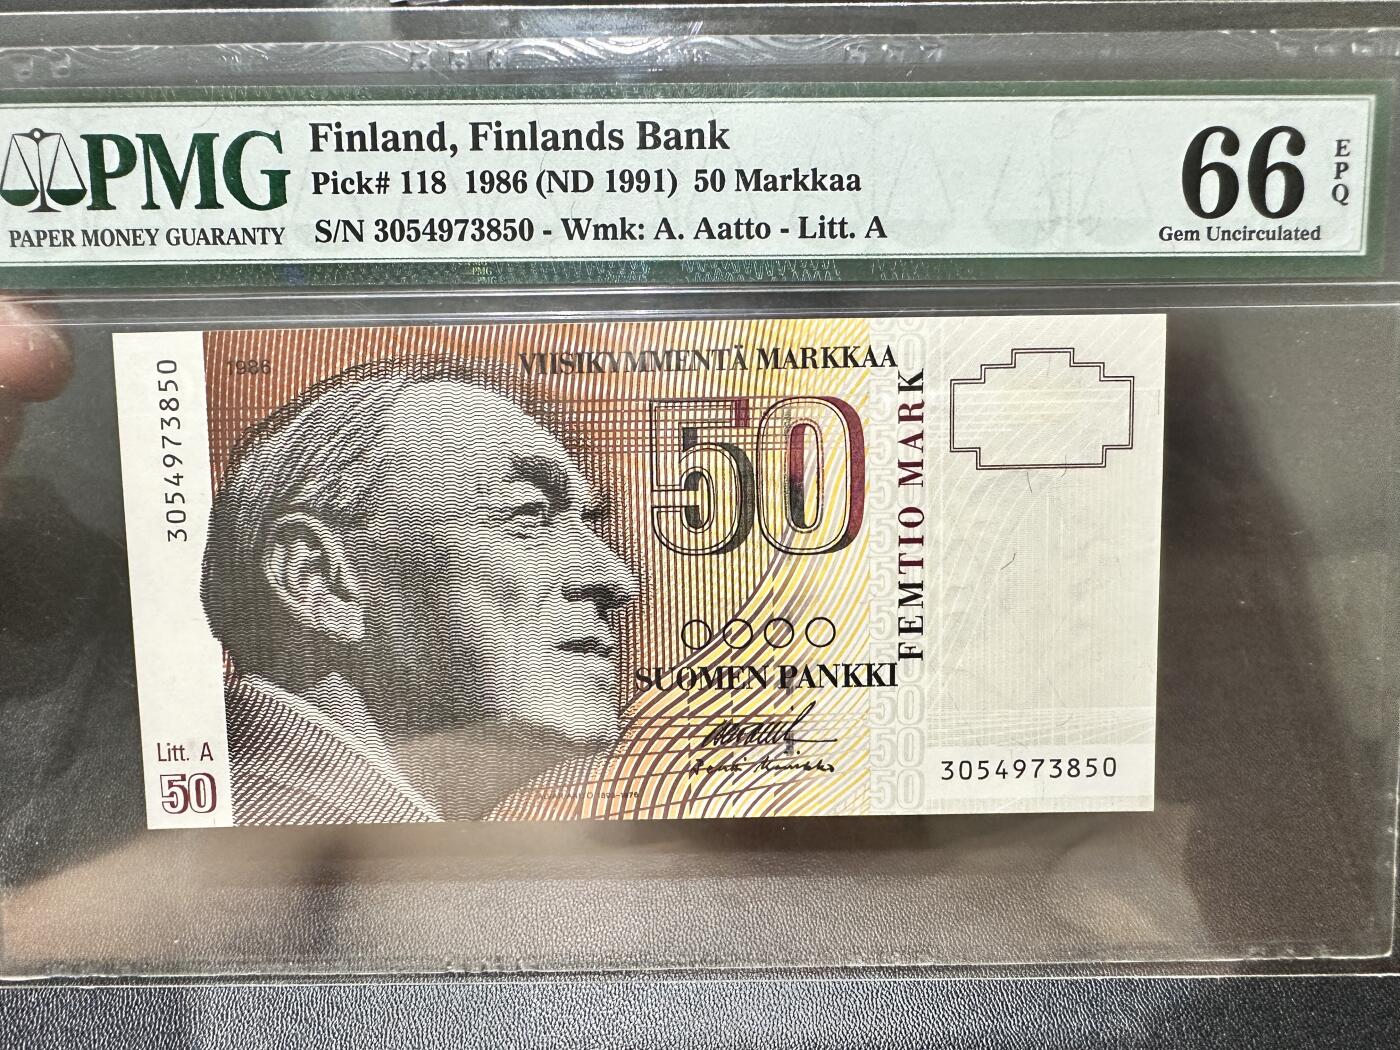 PMG
PAPER MONEY GUARANTY
Finland, Finlands Bank
Pick# 118 1986 (ND 1991) 50 Markkaa
S/N 3054973850 - Wmk: A. Aatto - Litt. A
66
EPQ
Gem Uncirculated
3054973850
1986
VIISIKYMMENTÄ MARKKAA
50
FEMTIO MARK
SUOMEN PANKKI
Litt. A
50
3054973850